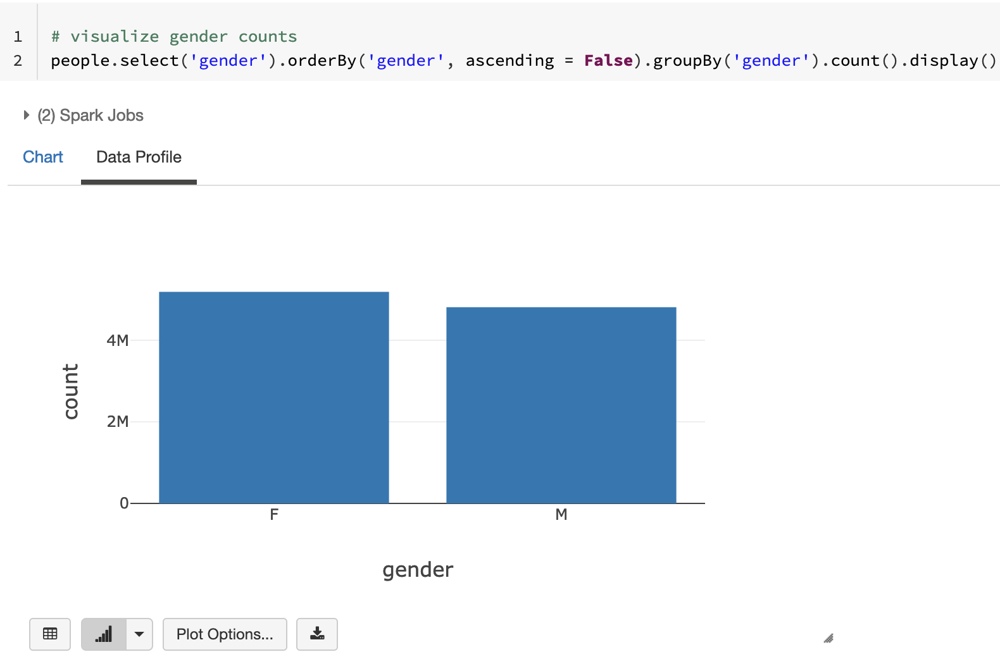 1 # visualize gender counts
2 people.select('gender').orderBy('gender', ascending = False).groupBy('gender').count().display()
(2) Spark Jobs
Chart Data Profile
4M
2M
0
count
F M
gender
Plot Options...